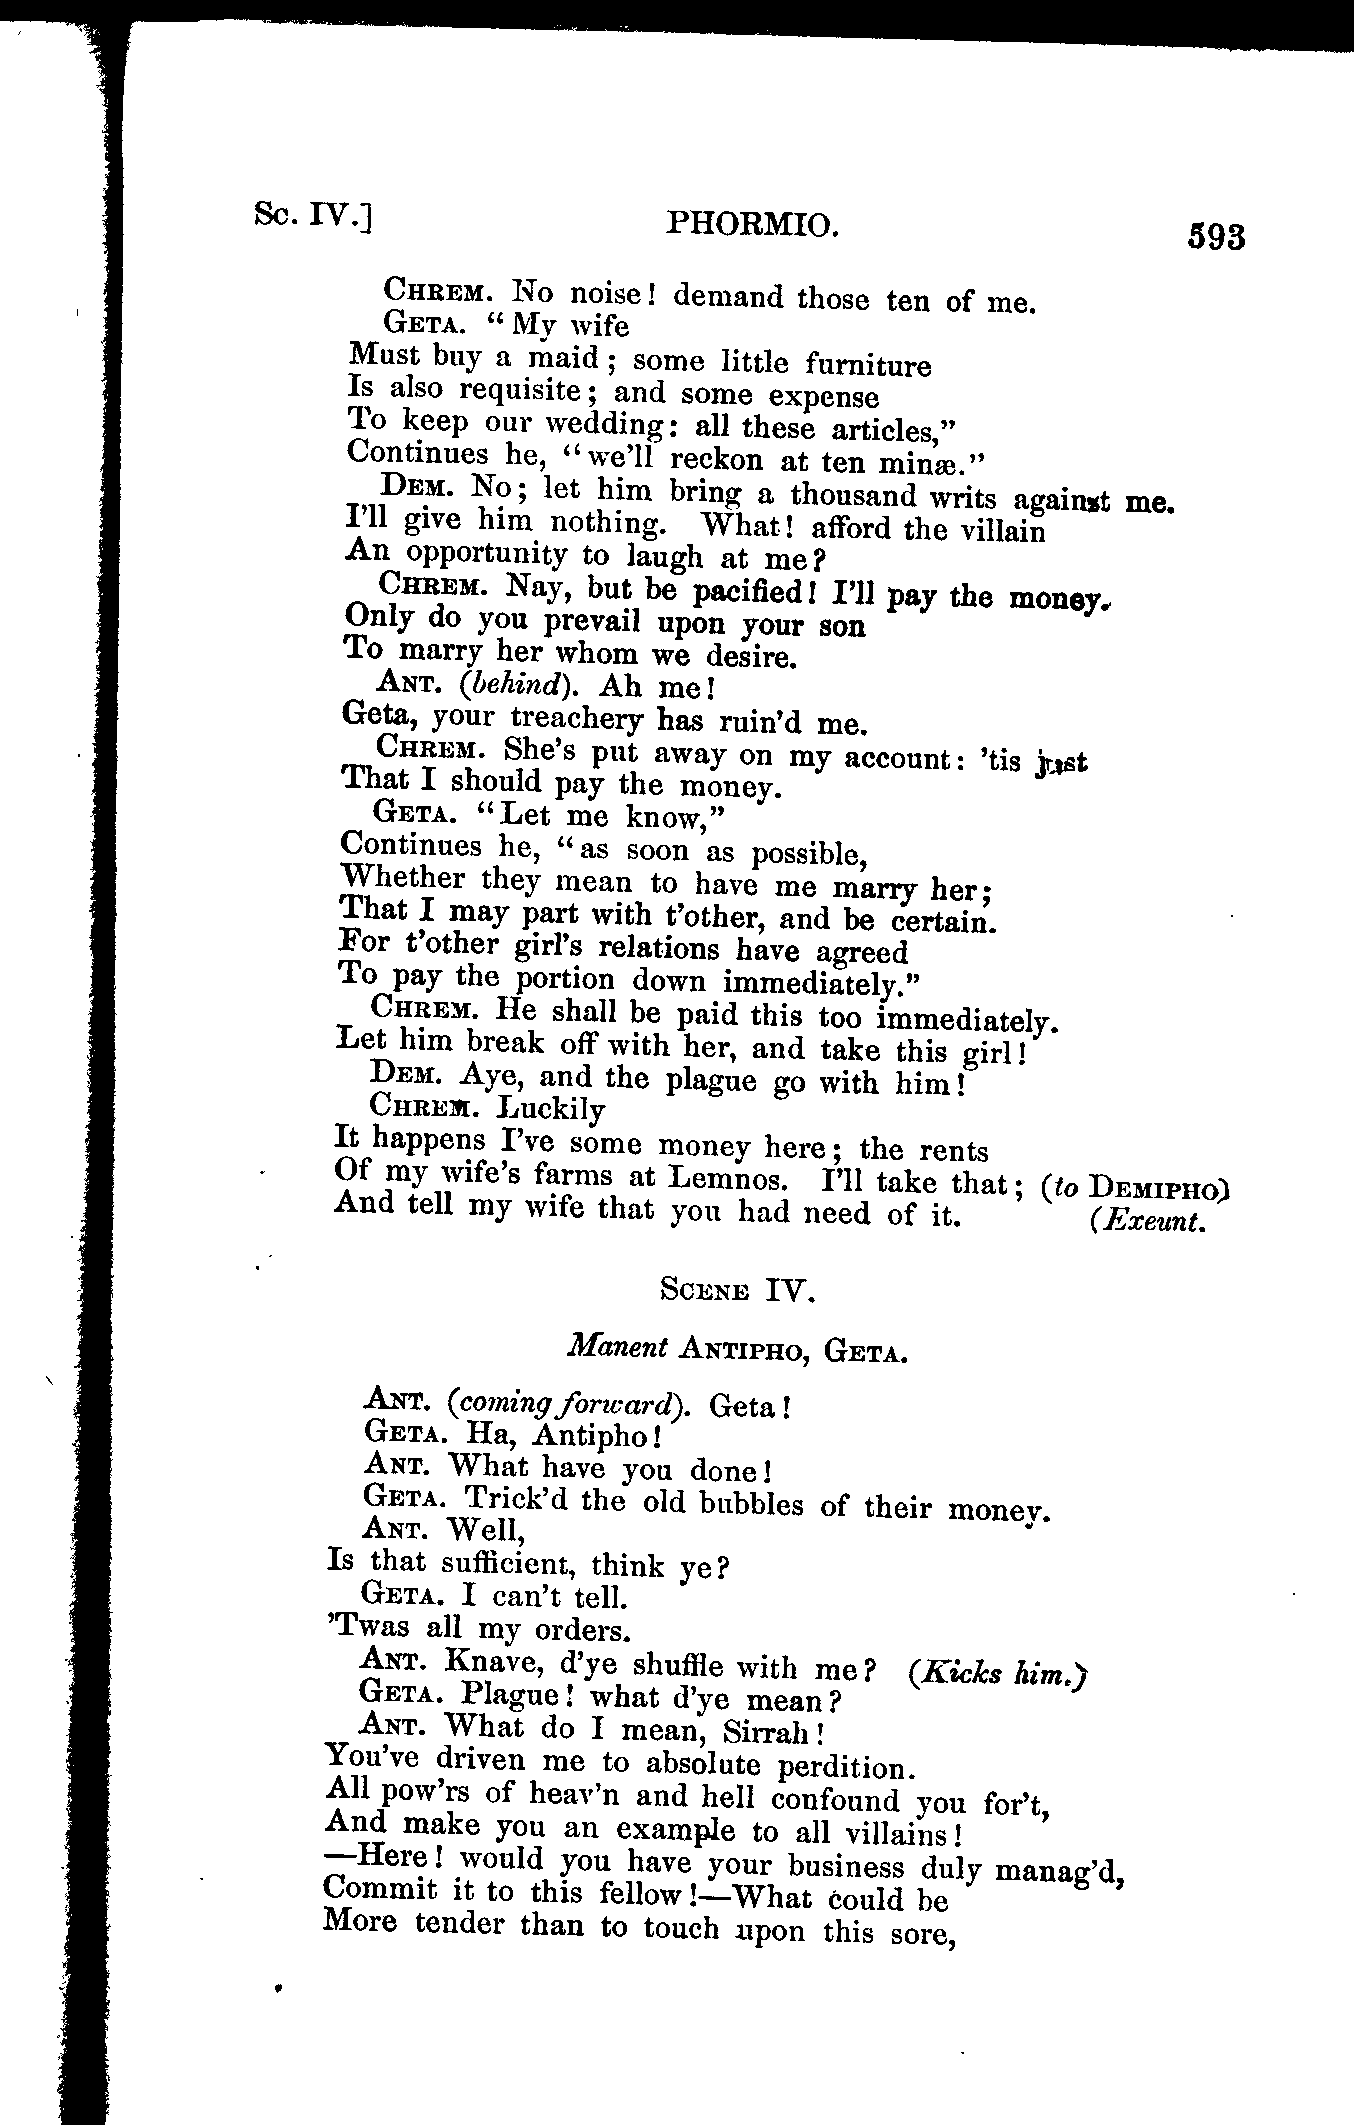 Sc. IV.] PHORMIO. 593
CHREM. No noise! demand those ten of me.
GETA. “My wife
Must buy a maid; some little furniture
Is also requisite; and some expense
To keep our wedding: all these articles,”
Continues he, “we’ll reckon at ten minæ.”
DEM. No; let him bring a thousand writs against me.
I’ll give him nothing. What! afford the villain
An opportunity to laugh at me?
CHREM. Nay, but be pacified! I’ll pay the money.
Only do you prevail upon your son
To marry her whom we desire.
ANT. (behind). Ah me!
Geta, your treachery has ruin’d me.
CHREM. She’s put away on my account: ’tis just
That I should pay the money.
GETA. “Let me know,”
Continues he, “as soon as possible,
Whether they mean to have me marry her;
That I may part with t’other, and be certain.
For t’other girl’s relations have agreed
To pay the portion down immediately.”
CHREM. He shall be paid this too immediately.
Let him break off with her, and take this girl!
DEM. Aye, and the plague go with him!
CHREM. Luckily
It happens I’ve some money here; the rents
Of my wife’s farms at Lemnos. I’ll take that; (to DEMIPHO)
And tell my wife that you had need of it. (Exeunt.
SCENE IV.
Manent ANTIPHO, GETA.
ANT. (coming forward). Geta!
GETA. Ha, Antipho!
ANT. What have you done!
GETA. Trick’d the old bubbles of their money.
ANT. Well,
Is that sufficient, think ye?
GETA. I can’t tell.
’Twas all my orders.
ANT. Knave, d’ye shuffle with me? (Kicks him.)
GETA. Plague! what d’ye mean?
ANT. What do I mean, Sirrah!
You’ve driven me to absolute perdition.
All pow’rs of heav’n and hell confound you for’t,
And make you an example to all villains!
—Here! would you have your business duly manag’d,
Commit it to this fellow!—What could be
More tender than to touch upon this sore,